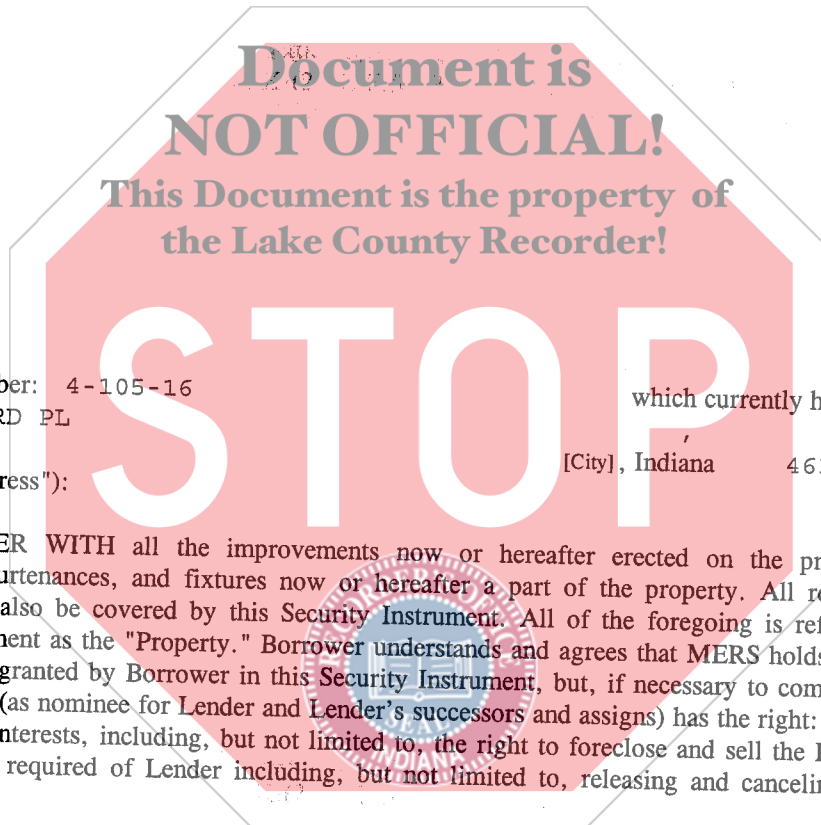 Document is
NOT OFFICIAL!
This Document is the property of
the Lake County Recorder!
STOP
ber: 4-105-16
which currently h
RD PL
[City], Indiana 46
ress"):
ER WITH all the improvements now or hereafter erected on the pr
urtenances, and fixtures now or hereafter a part of the property. All re
also be covered by this Security Instrument. All of the foregoing is ref
ment as the "Property." Borrower understands and agrees that MERS holds
granted by Borrower in this Security Instrument, but, if necessary to com
(as nominee for Lender and Lender's successors and assigns) has the right:
nterests, including, but not limited to, the right to foreclose and sell the
required of Lender including, but not limited to, releasing and cancelin
SEAL
INDIANA